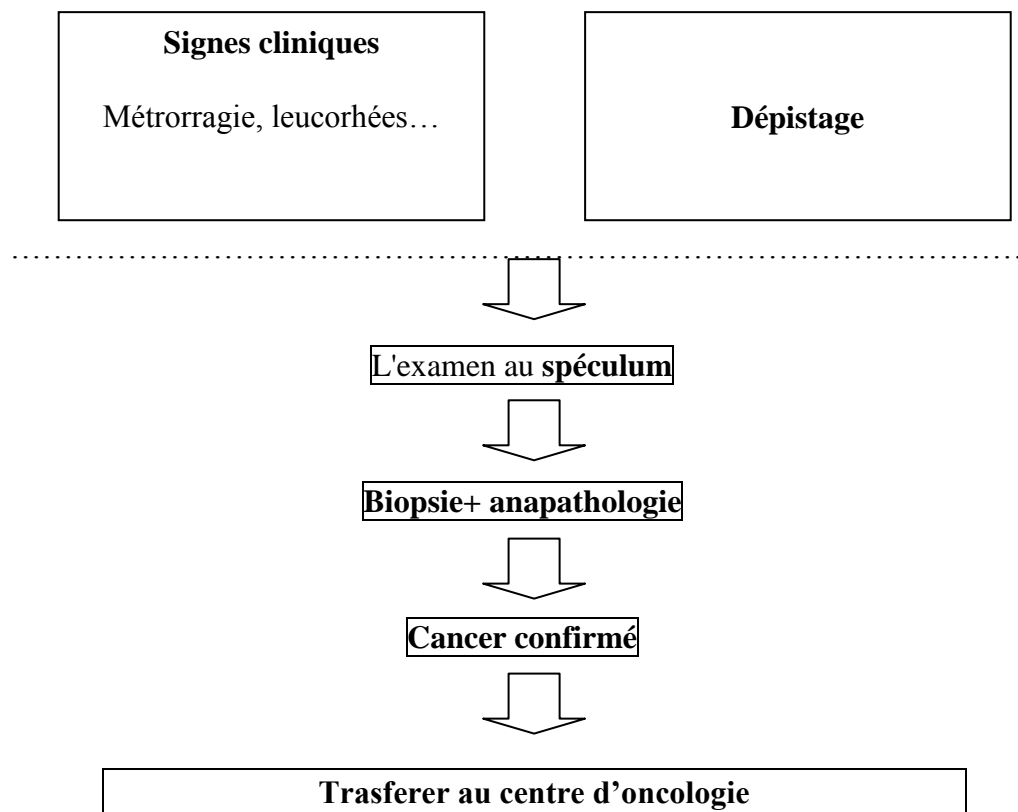 Signes cliniques
Métrorragie, leucorhées…
Dépistage
L'examen au spéculum
Biopsie+ anapathologie
Cancer confirmé
Trasferer au centre d’oncologie